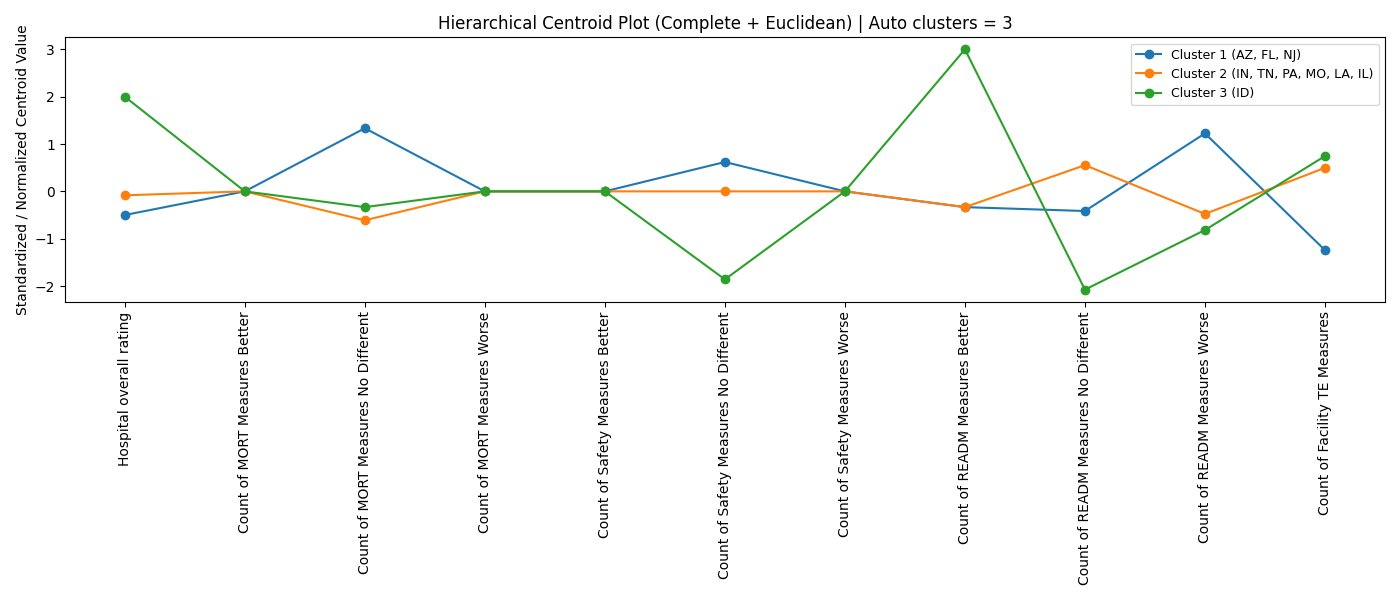 Hierarchical Centroid Plot (Complete + Euclidean) | Auto clusters = 3
Standardized / Normalized Centroid Value
3
2
1
0
−1
−2
Cluster 1 (AZ, FL, NJ)
Cluster 2 (IN, TN, PA, MO, LA, IL)
Cluster 3 (ID)
Hospital overall rating
Count of MORT Measures Better
Count of MORT Measures No Different
Count of MORT Measures Worse
Count of Safety Measures Better
Count of Safety Measures No Different
Count of Safety Measures Worse
Count of READM Measures Better
Count of READM Measures No Different
Count of READM Measures Worse
Count of Facility TE Measures